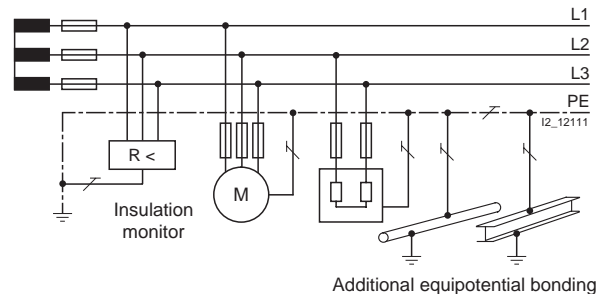 L1
L2
L3
PE
I2_12111
R <
M
Insulation
monitor
Additional equipotential bonding